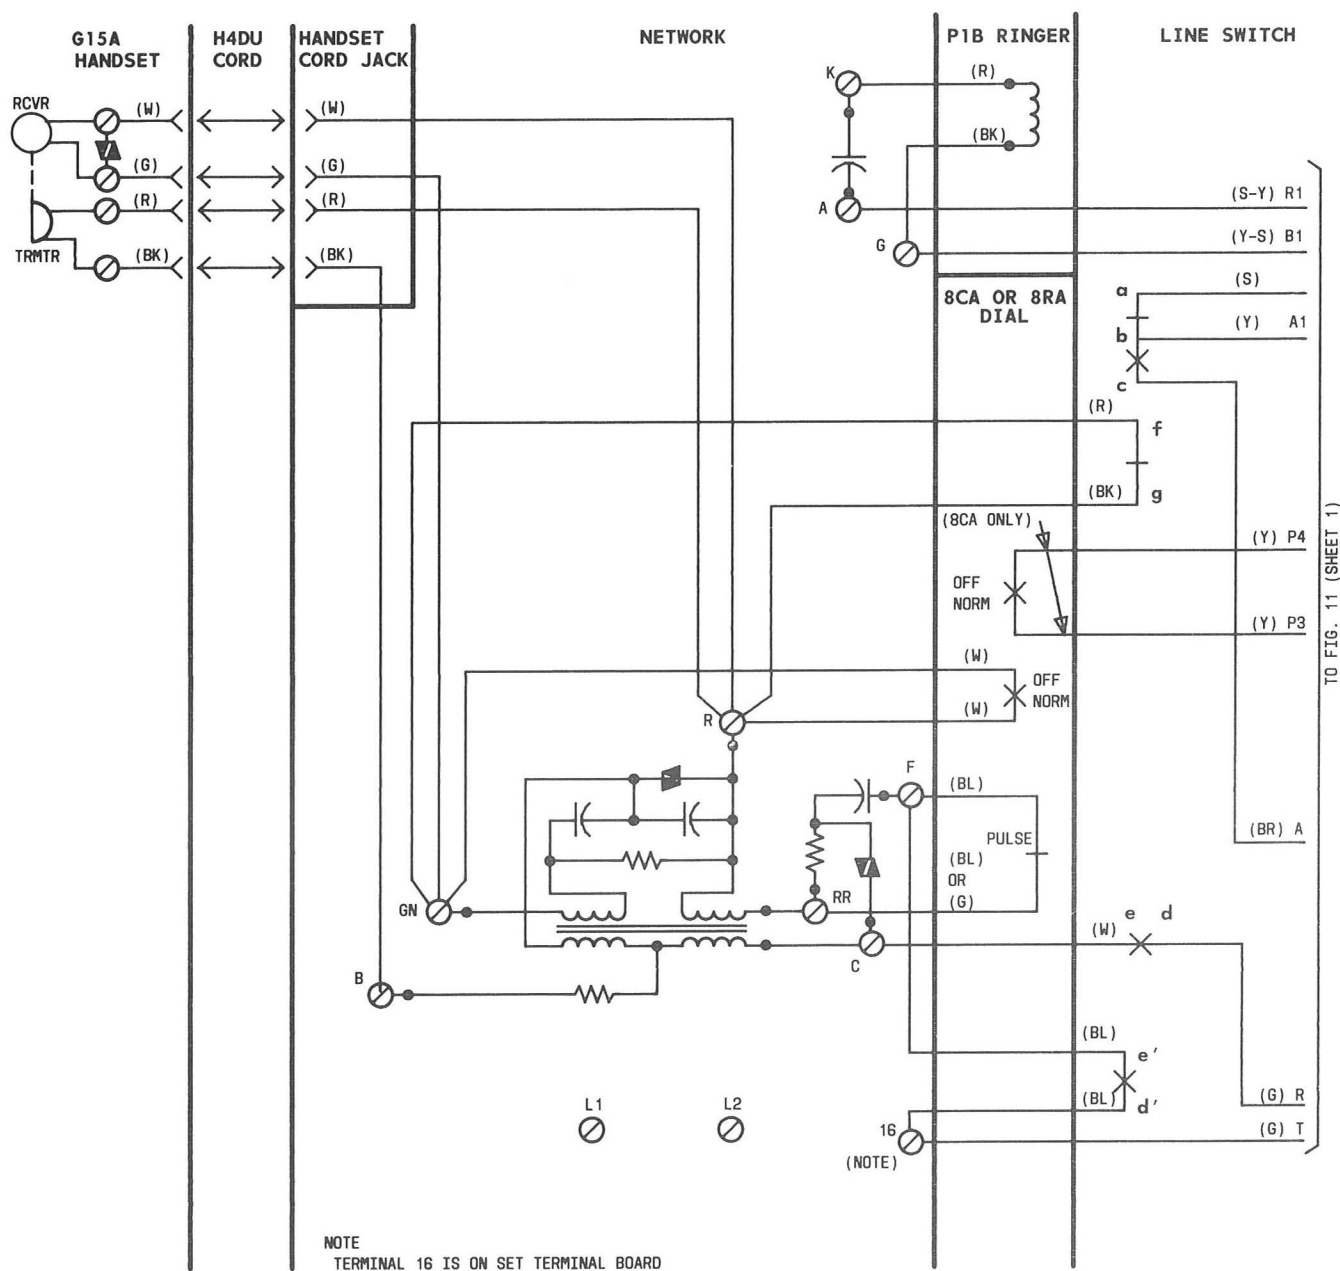 G15A
HANDSET
H4DU
CORD
HANDSET
CORD JACK
NETWORK
P1B RINGER
LINE SWITCH
RCVR
(W)
(W)
(G)
(G)
(R)
(R)
TRMTR
(BK)
(BK)
K
(R)
(BK)
A
(S-Y) R1
G
(Y-S) B1
8CA OR 8RA
DIAL
a
(S)
b
(Y) A1
c
(R)
f
(BK)
g
(8CA ONLY)
(Y) P4
OFF
NORM
(Y) P3
(W)
OFF
NORM
(W)
R
F
(BL)
PULSE
(BL)
OR
(G)
(BR) A
RR
GN
C
(W)
e d
B
(BL)
e'
(BL)
d'
L1
L2
16
(NOTE)
(G) R
(G) T
TO FIG. 11 (SHEET 1)
NOTE
TERMINAL 16 IS ON SET TERMINAL BOARD